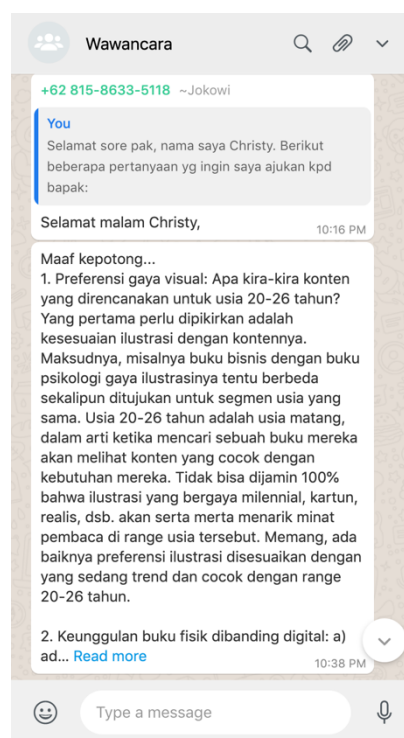 Wawancara
+62 815-8633-5118 ~Jokowi
You
Selamat sore pak, nama saya Christy. Berikut
beberapa pertanyaan yg ingin saya ajukan kpd
bapak:
Selamat malam Christy,
10:16 PM
Maaf kepotong...
1. Preferensi gaya visual: Apa kira-kira konten
yang direncanakan untuk usia 20-26 tahun?
Yang pertama perlu dipikirkan adalah
kesesuaian ilustrasi dengan kontennya.
Maksudnya, misalnya buku bisnis dengan buku
psikologi gaya ilustrasinya tentu berbeda
sekalipun ditujukan untuk segmen usia yang
sama. Usia 20-26 tahun adalah usia matang,
dalam arti ketika mencari sebuah buku mereka
akan melihat konten yang cocok dengan
kebutuhan mereka. Tidak bisa dijamin 100%
bahwa ilustrasi yang bergaya milennial, kartun,
realis, dsb. akan serta merta menarik minat
pembaca di range usia tersebut. Memang, ada
baiknya preferensi ilustrasi disesuaikan dengan
yang sedang trend dan cocok dengan range
20-26 tahun.
2. Keunggulan buku fisik dibanding digital: a)
ad... Read more
10:38 PM
Type a message